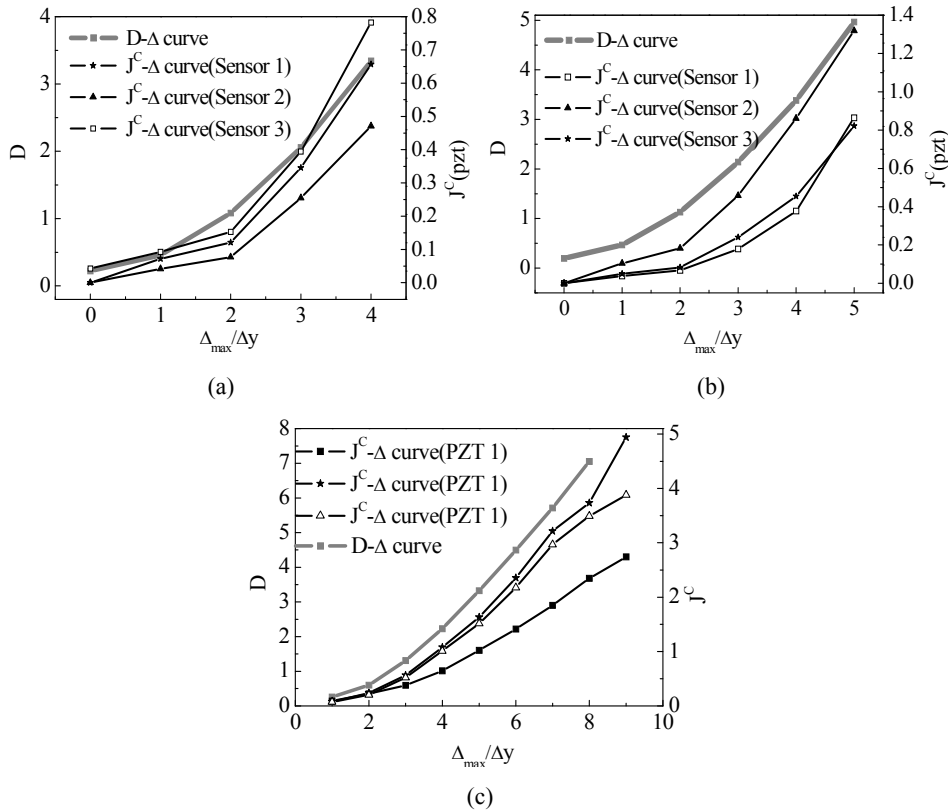 D-Δ curve
J^C-Δ curve(Sensor 1)
J^C-Δ curve(Sensor 2)
J^C-Δ curve(Sensor 3)
4
3
2
1
0
D
0.8
0.7
0.6
0.5
0.4
0.3
0.2
0.1
0.0
J^C(pzt)
0 1 2 3 4
Δ_max/Δy
(a)
D-Δ curve
J^C-Δ curve(Sensor 1)
J^C-Δ curve(Sensor 2)
J^C-Δ curve(Sensor 3)
5
4
3
2
1
0
D
1.4
1.2
1.0
0.8
0.6
0.4
0.2
0.0
J^C(pzt)
0 1 2 3 4 5
Δ_max/Δy
(b)
J^C-Δ curve(PZT 1)
J^C-Δ curve(PZT 1)
J^C-Δ curve(PZT 1)
D-Δ curve
8
7
6
5
4
3
2
1
0
D
5
4
3
2
1
0
J^C
0 2 4 6 8 10
Δ_max/Δy
(c)